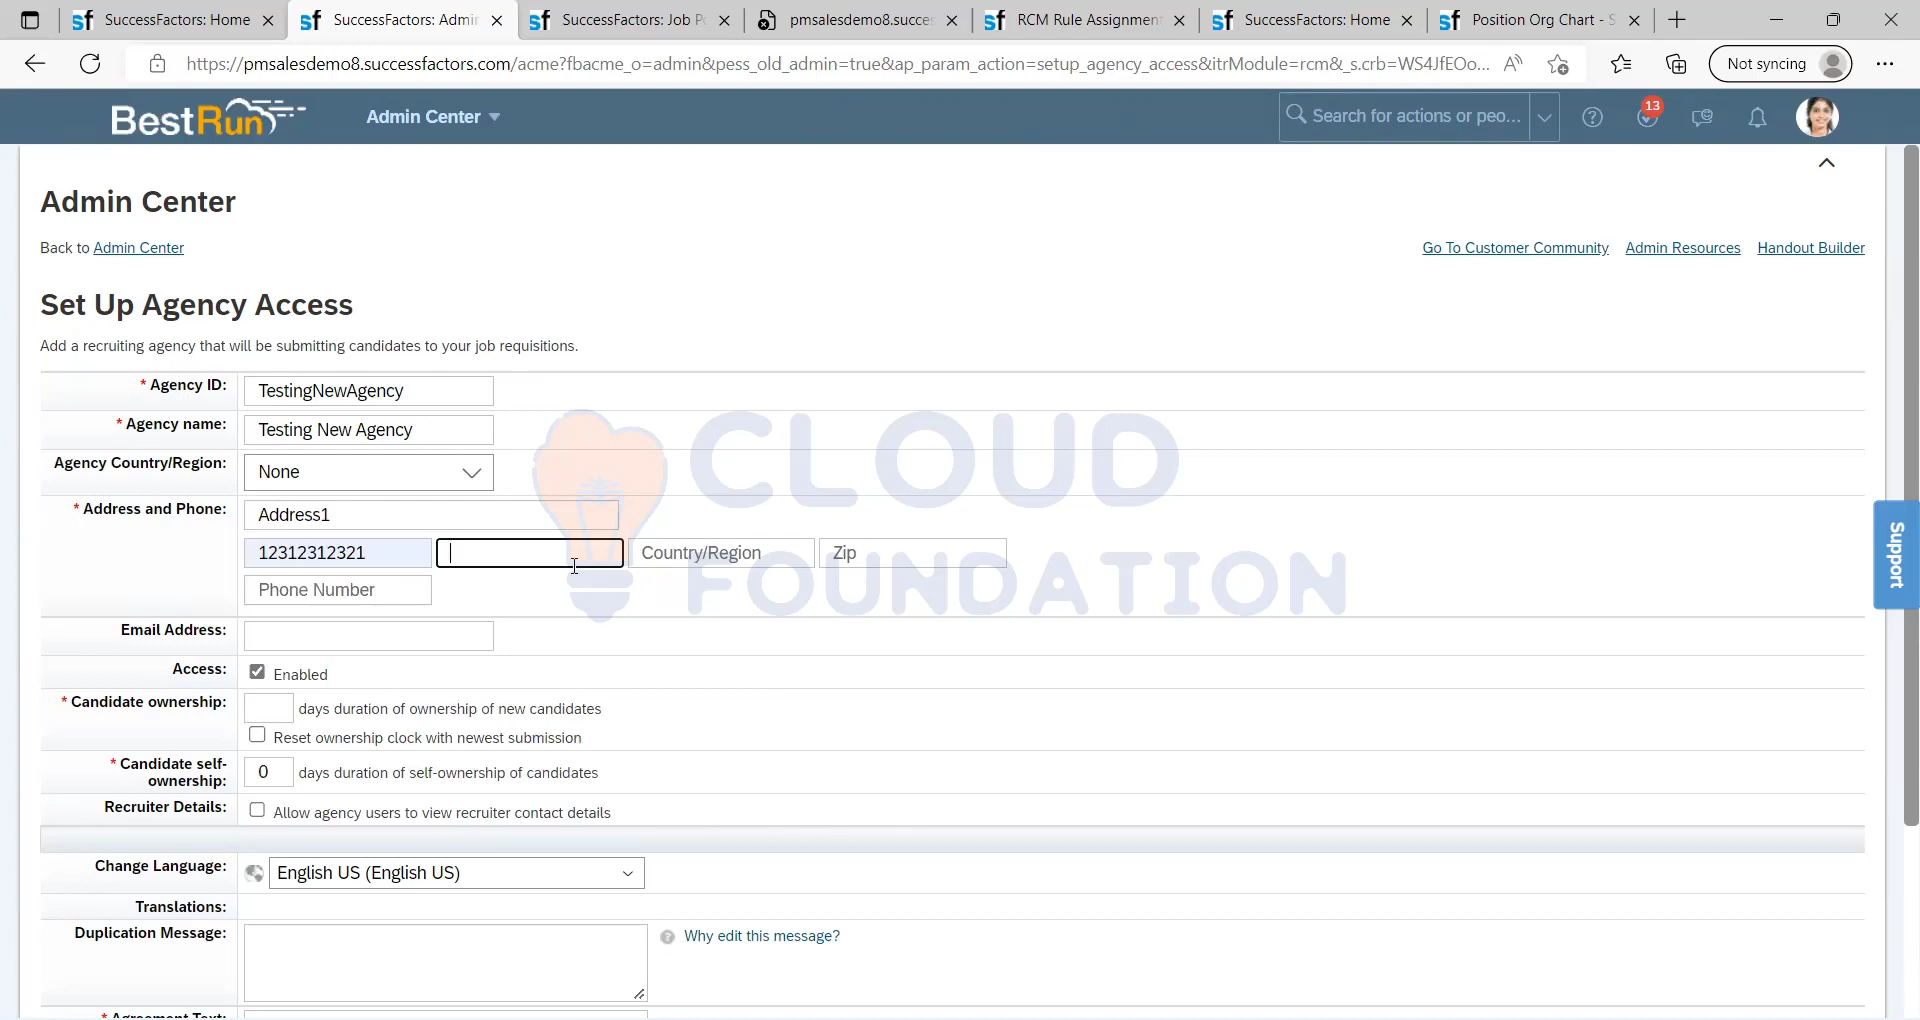 SuccessFactors: Home
SuccessFactors: Admin
SuccessFactors: Job P
pmsalesdemo8.succes
RCM Rule Assignment
SuccessFactors: Home
Position Org Chart - S
https://pmsalesdemo8.successfactors.com/acme?fbacme_o=admin&pess_old_admin=true&ap_param_action=setup_agency_access&itrModule=rcm&_s.crb=WS4JfEOo...
Not syncing
BestRun
Admin Center
Search for actions or peo...
13
Admin Center
Back to Admin Center
Go To Customer Community Admin Resources Handout Builder
Set Up Agency Access
Add a recruiting agency that will be submitting candidates to your job requisitions.
* Agency ID: TestingNewAgency
* Agency name: Testing New Agency
Agency Country/Region: None
* Address and Phone: Address1
12312312321 Country/Region Zip
Phone Number
CLOUD
FOUNDATION
Support
Email Address:
Access: Enabled
* Candidate ownership: days duration of ownership of new candidates
Reset ownership clock with newest submission
* Candidate self-ownership: 0 days duration of self-ownership of candidates
Recruiter Details: Allow agency users to view recruiter contact details
Change Language: English US (English US)
Translations:
Duplication Message: Why edit this message?
* Agreement Text: